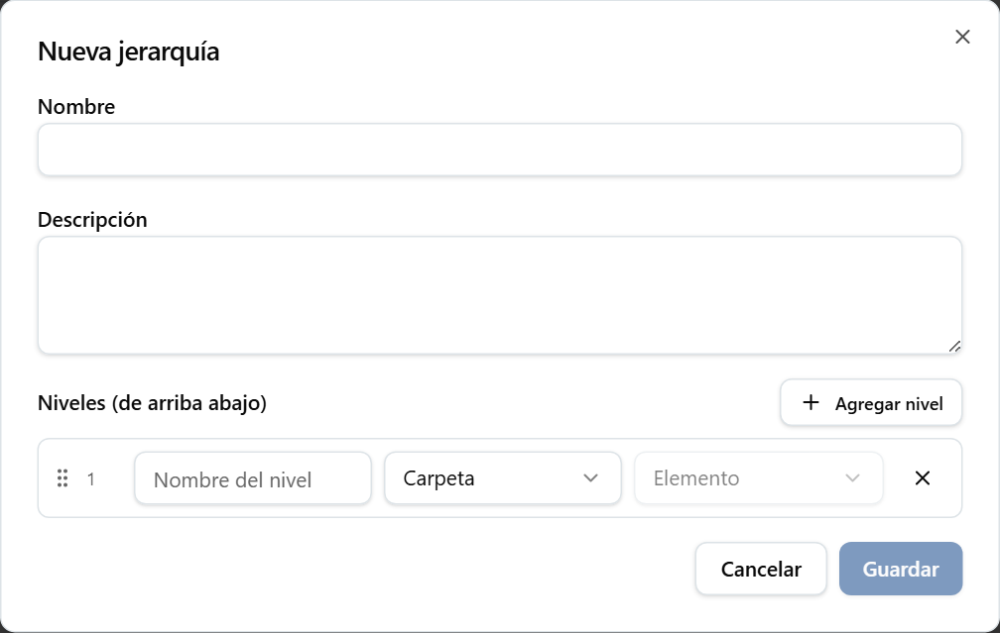 Nueva jerarquía
Nombre
Descripción
Niveles (de arriba abajo)
Agregar nivel
1 Nombre del nivel Carpeta Elemento
Cancelar Guardar